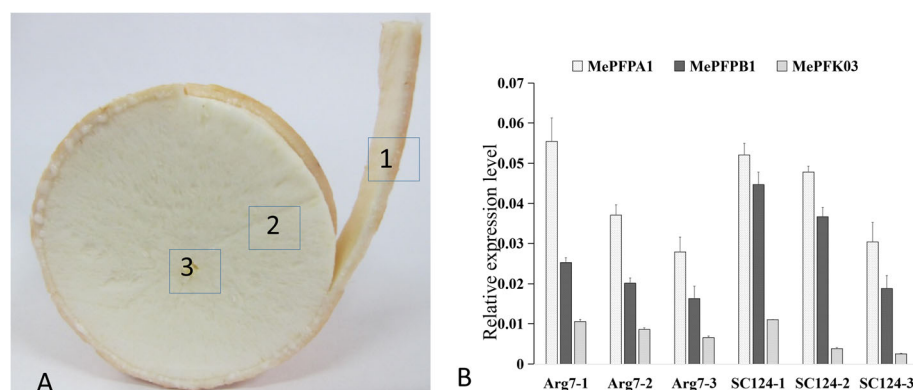 1
2
3
A
MePFPA1 MePFPB1 MePFK03
Relative expression level
0.07
0.06
0.05
0.04
0.03
0.02
0.01
0
Arg7-1 Arg7-2 Arg7-3 SC124-1 SC124-2 SC124-3
B